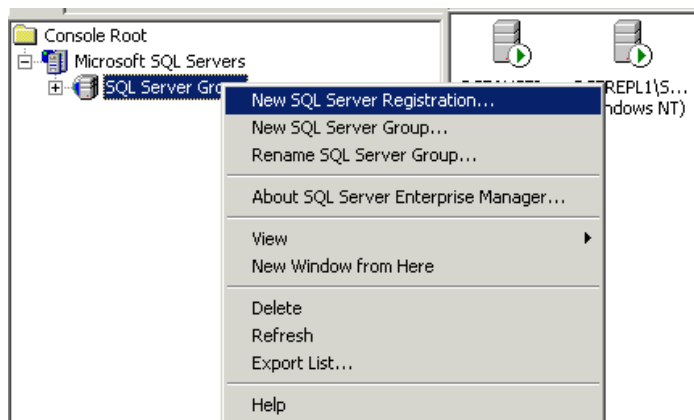 Console Root
Microsoft SQL Servers
SQL Server Gro
New SQL Server Registration...
New SQL Server Group...
Rename SQL Server Group...
About SQL Server Enterprise Manager...
View
New Window from Here
Delete
Refresh
Export List...
Help
REPL1\S...
ndows NT)